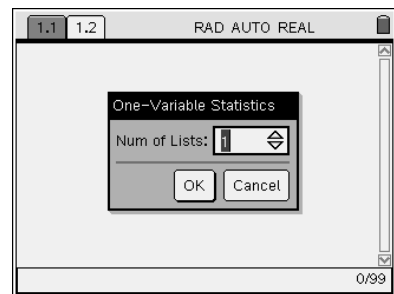 1.1 1.2 RAD AUTO REAL
One-Variable Statistics
Num of Lists: 1
OK Cancel
0/99